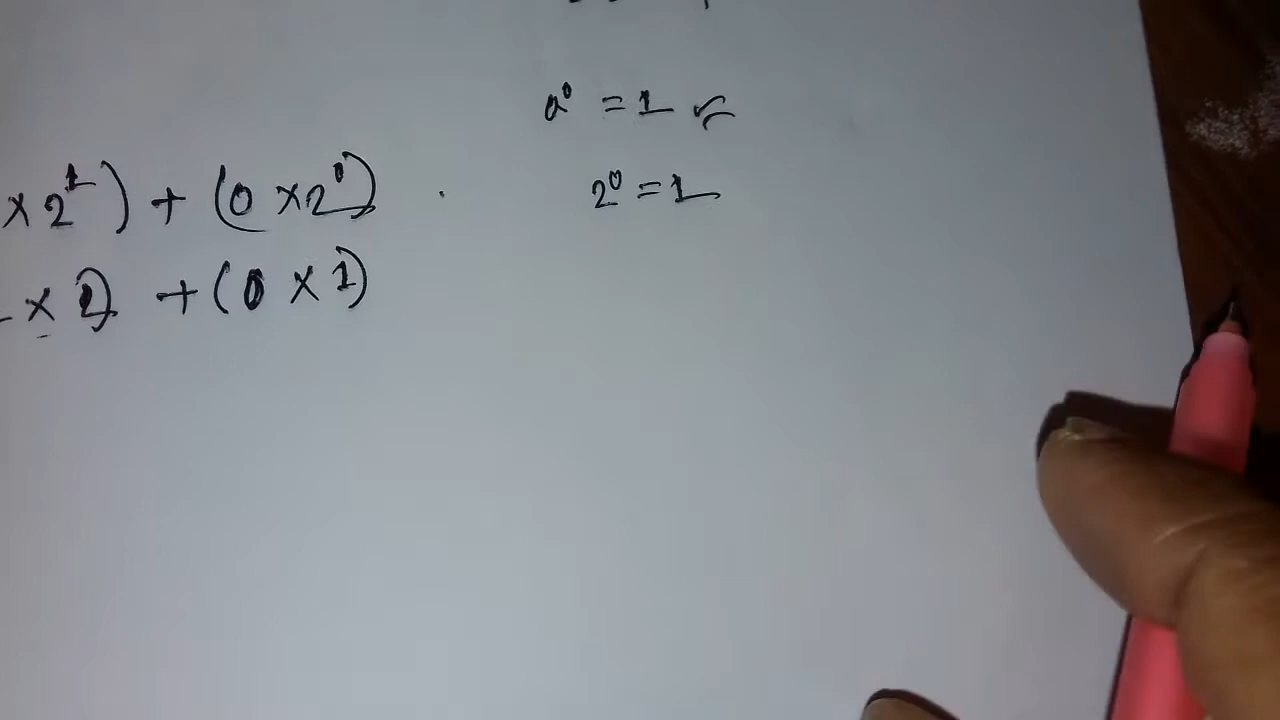 a⁰ = 1
× 2¹) + (0 × 2⁰)
2⁰ = 1
× 2) + (0 × 1)